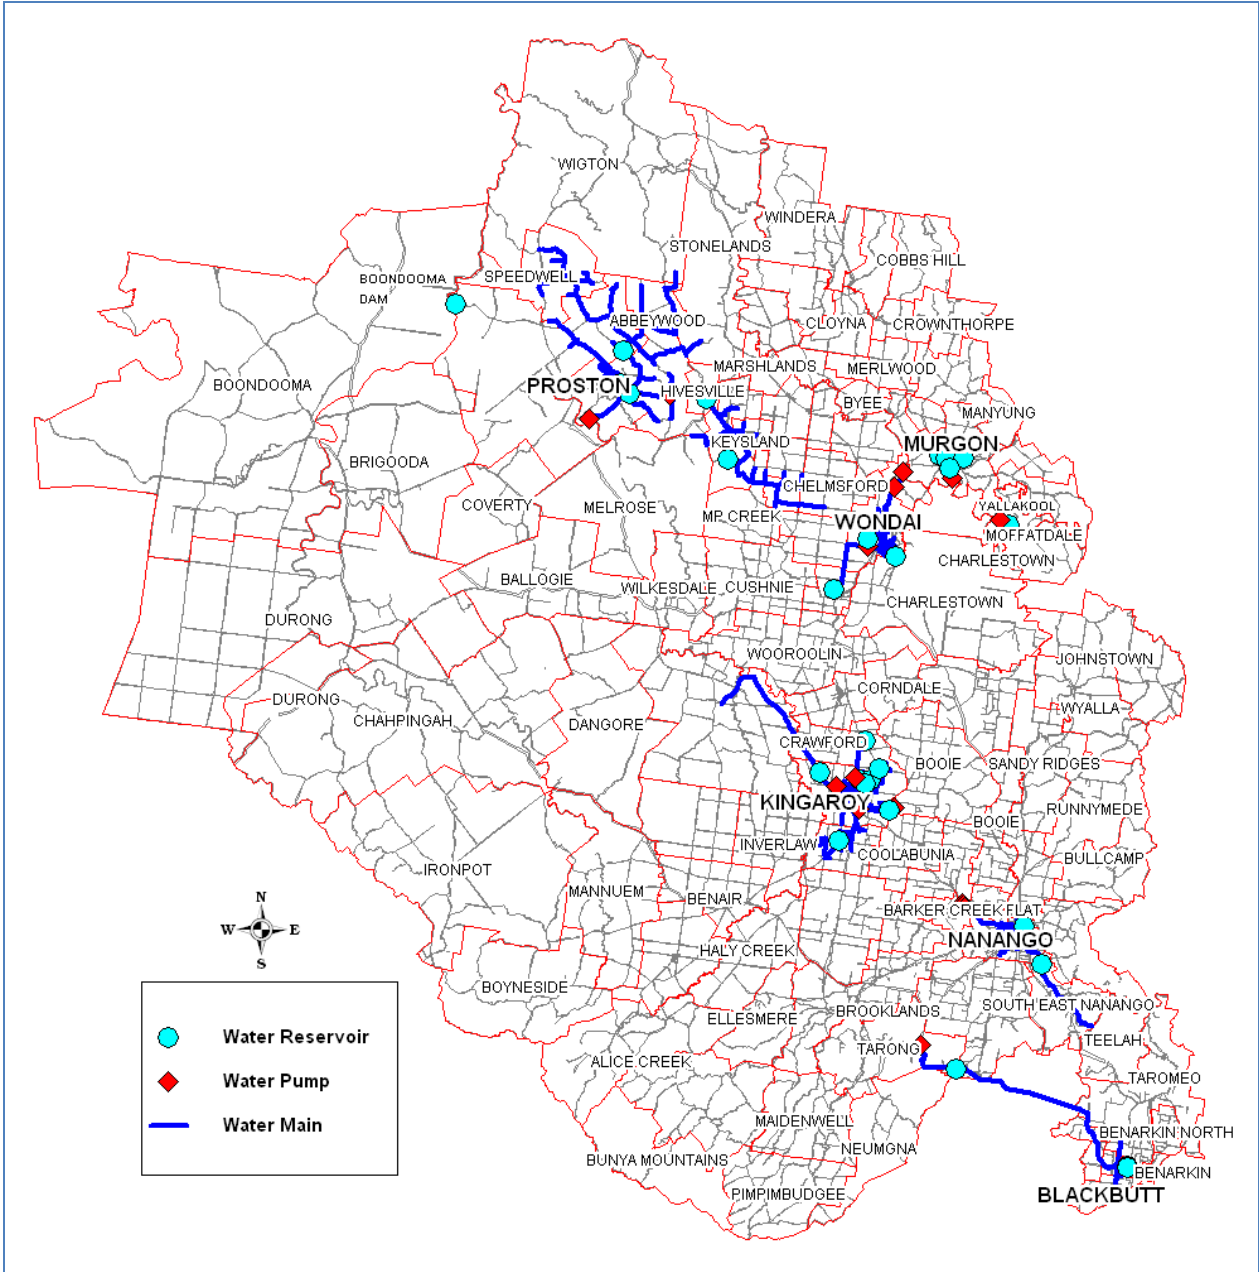 WIGTON
WINDERA
STONELANDS
COBBS HILL
SPEEDWELL
BOONDOOMA
DAM
ABBEYWOOD
CLOYNA
CROWNTHORPE
MARSHLANDS
MERLWOOD
BOONDOOMA
PROSTON
HIVESVILLE
BYEE
MANYUNG
KEYSLAND
MURGON
BRIGOODA
CHELMSFORD
COVERTY
MELROSE
MP CREEK
WONDAI
YALLAKOOL
MOFFATDALE
CHARLESTOWN
BALLOGIE
WILKESDALE
CUSHNIE
CHARLESTOWN
DURONG
WOOROOLIN
JOHNSTOWN
DURONG
CORNDALE
WYALLA
CHAHPINGAH
DANGORE
CRAWFORD
BOOIE
SANDY RIDGES
KINGAROY
RUNNYMEDE
BOOIE
INVERLAW
COOLABUNIA
BULLCAMP
IRONPOT
MANNUEM
BENAIR
BARKER CREEK FLAT
N
W
E
S
HALY CREEK
NANANGO
BOYNESIDE
SOUTH EAST NANANGO
ELLESMERE
BROOKLANDS
TEELAH
TARONG
ALICE CREEK
TAROMEO
MAIDENWELL
BENARKIN NORTH
NEUMGNA
BUNYA MOUNTAINS
BENARKIN
PIMPIMBUDGEE
BLACKBUTT
Water Reservoir
Water Pump
Water Main